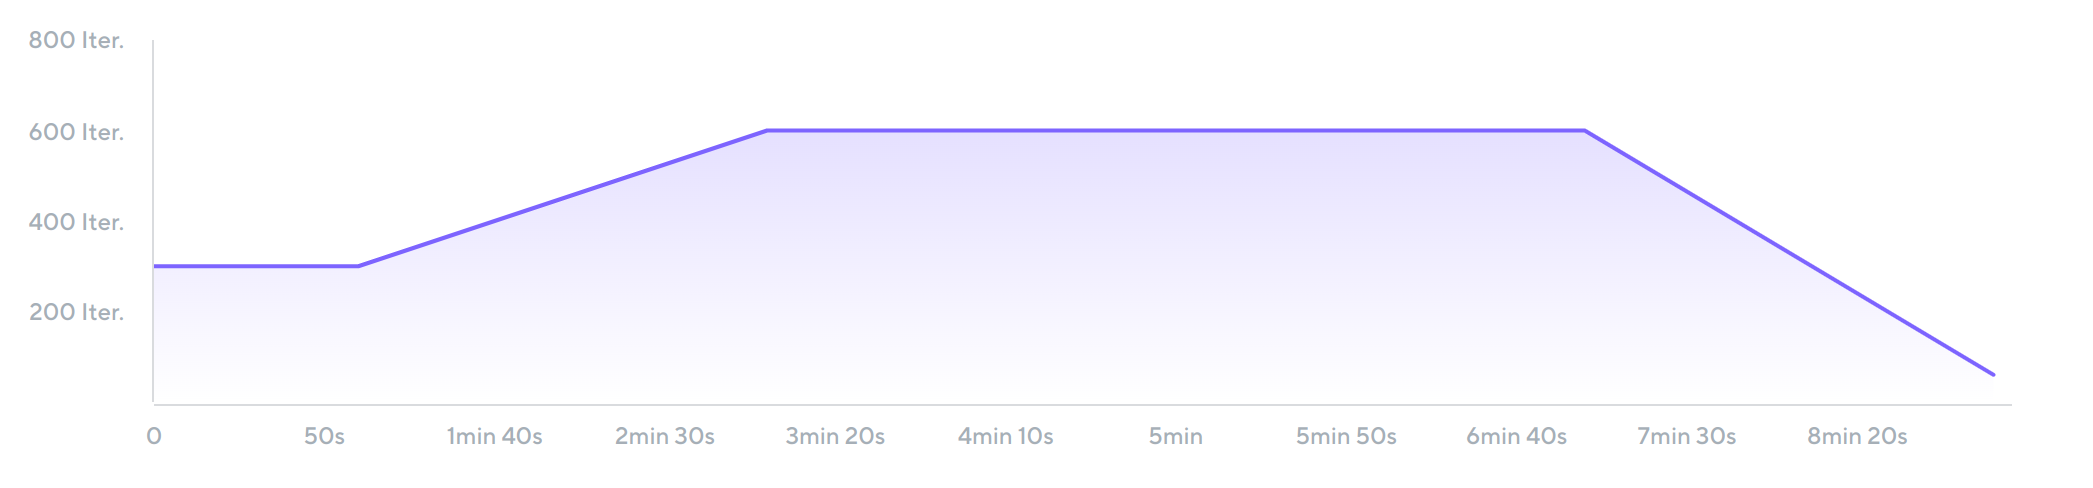 800 Iter.
600 Iter.
400 Iter.
200 Iter.
0 50s 1min 40s 2min 30s 3min 20s 4min 10s 5min 5min 50s 6min 40s 7min 30s 8min 20s